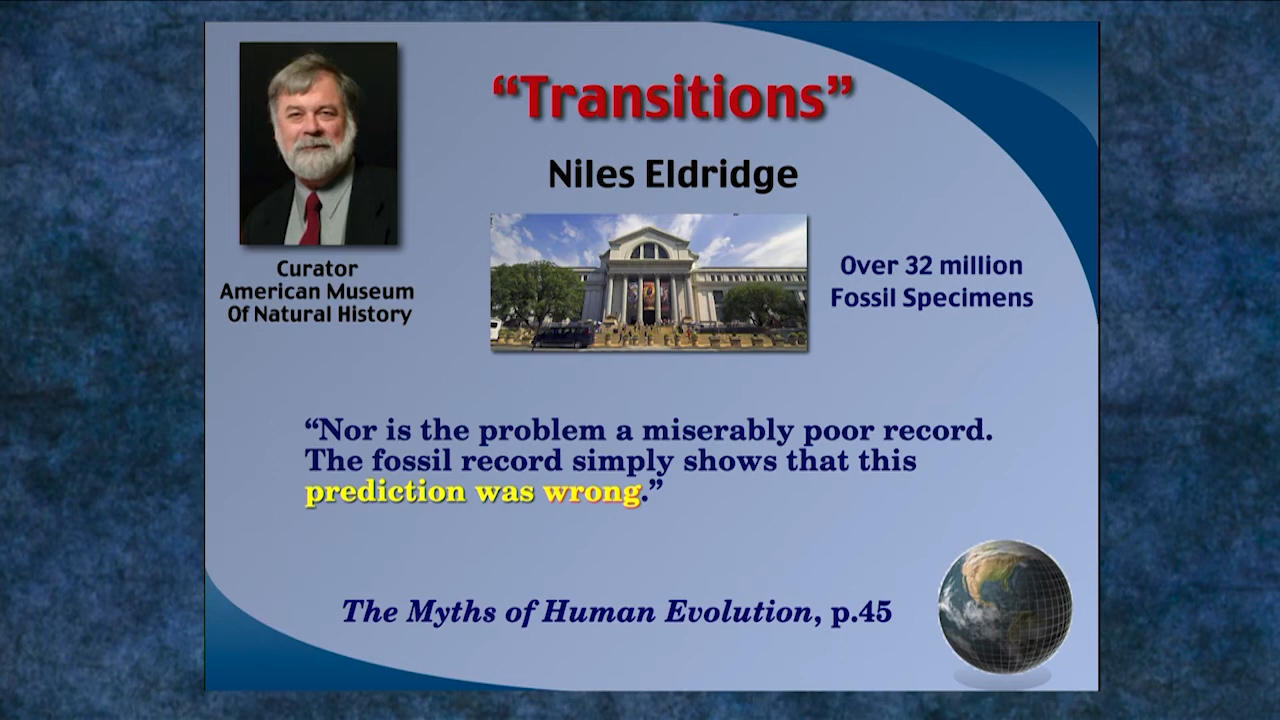 “Transitions”
Niles Eldridge
Curator
American Museum
Of Natural History
Over 32 million
Fossil Specimens
“Nor is the problem a miserably poor record.
The fossil record simply shows that this
prediction was wrong.”
The Myths of Human Evolution, p.45